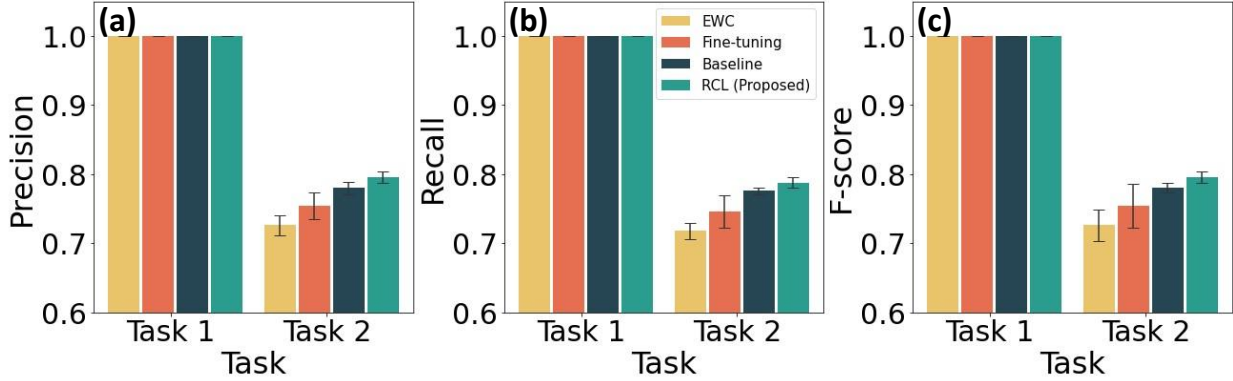 (a)
Precision
1.0
0.9
0.8
0.7
0.6
Task 1 Task 2
Task
(b)
Recall
1.0
0.9
0.8
0.7
0.6
EWC
Fine-tuning
Baseline
RCL (Proposed)
Task 1 Task 2
Task
(c)
F-score
1.0
0.9
0.8
0.7
0.6
Task 1 Task 2
Task